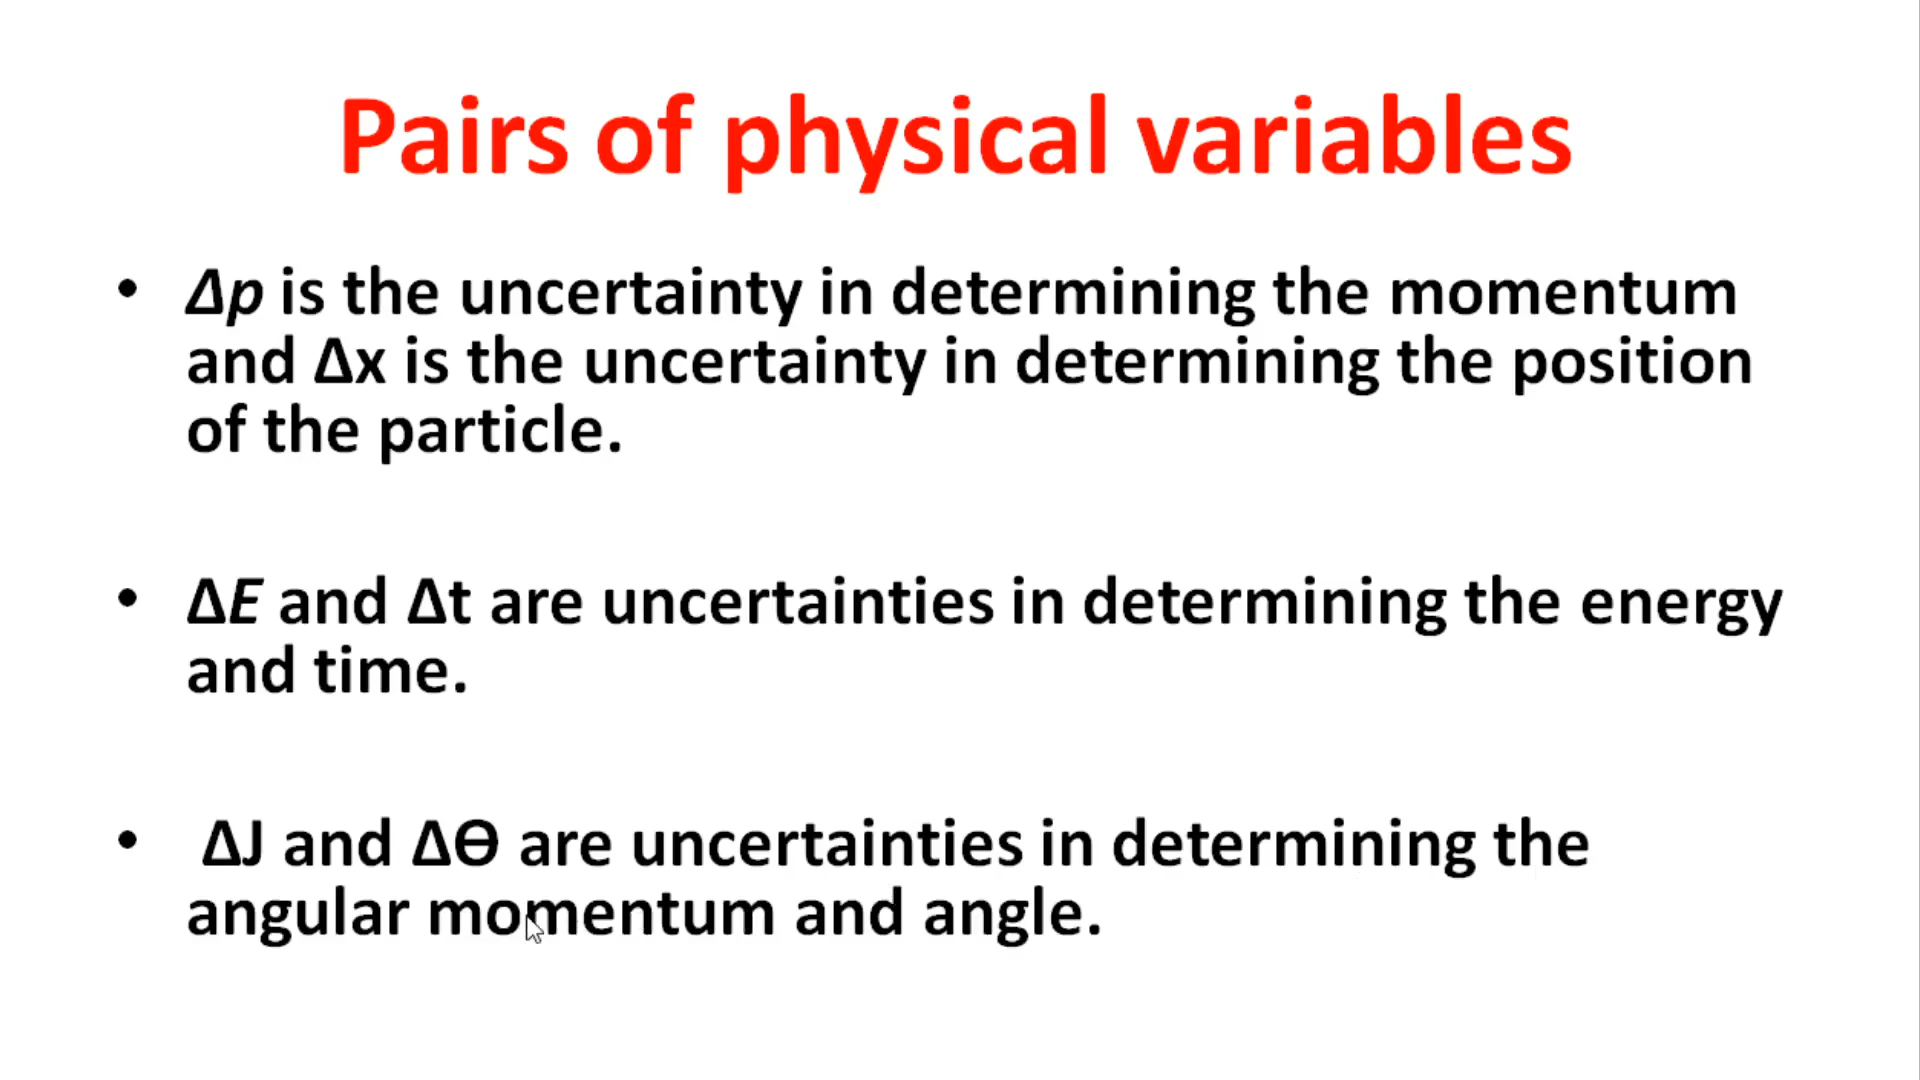 Pairs of physical variables
• Δp is the uncertainty in determining the momentum
and Δx is the uncertainty in determining the position
of the particle.
• ΔE and Δt are uncertainties in determining the energy
and time.
• ΔJ and ΔΘ are uncertainties in determining the
angular momentum and angle.